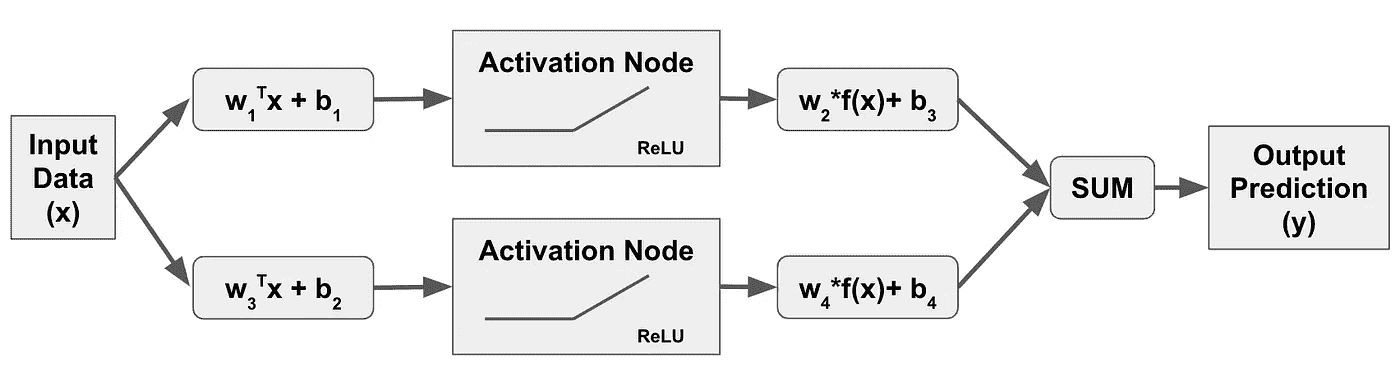 Input
Data
(x)
w₁ᵀx + b₁
Activation Node
ReLU
w₂*f(x)+ b₃
w₃ᵀx + b₂
Activation Node
ReLU
w₄*f(x)+ b₄
SUM
Output
Prediction
(y)